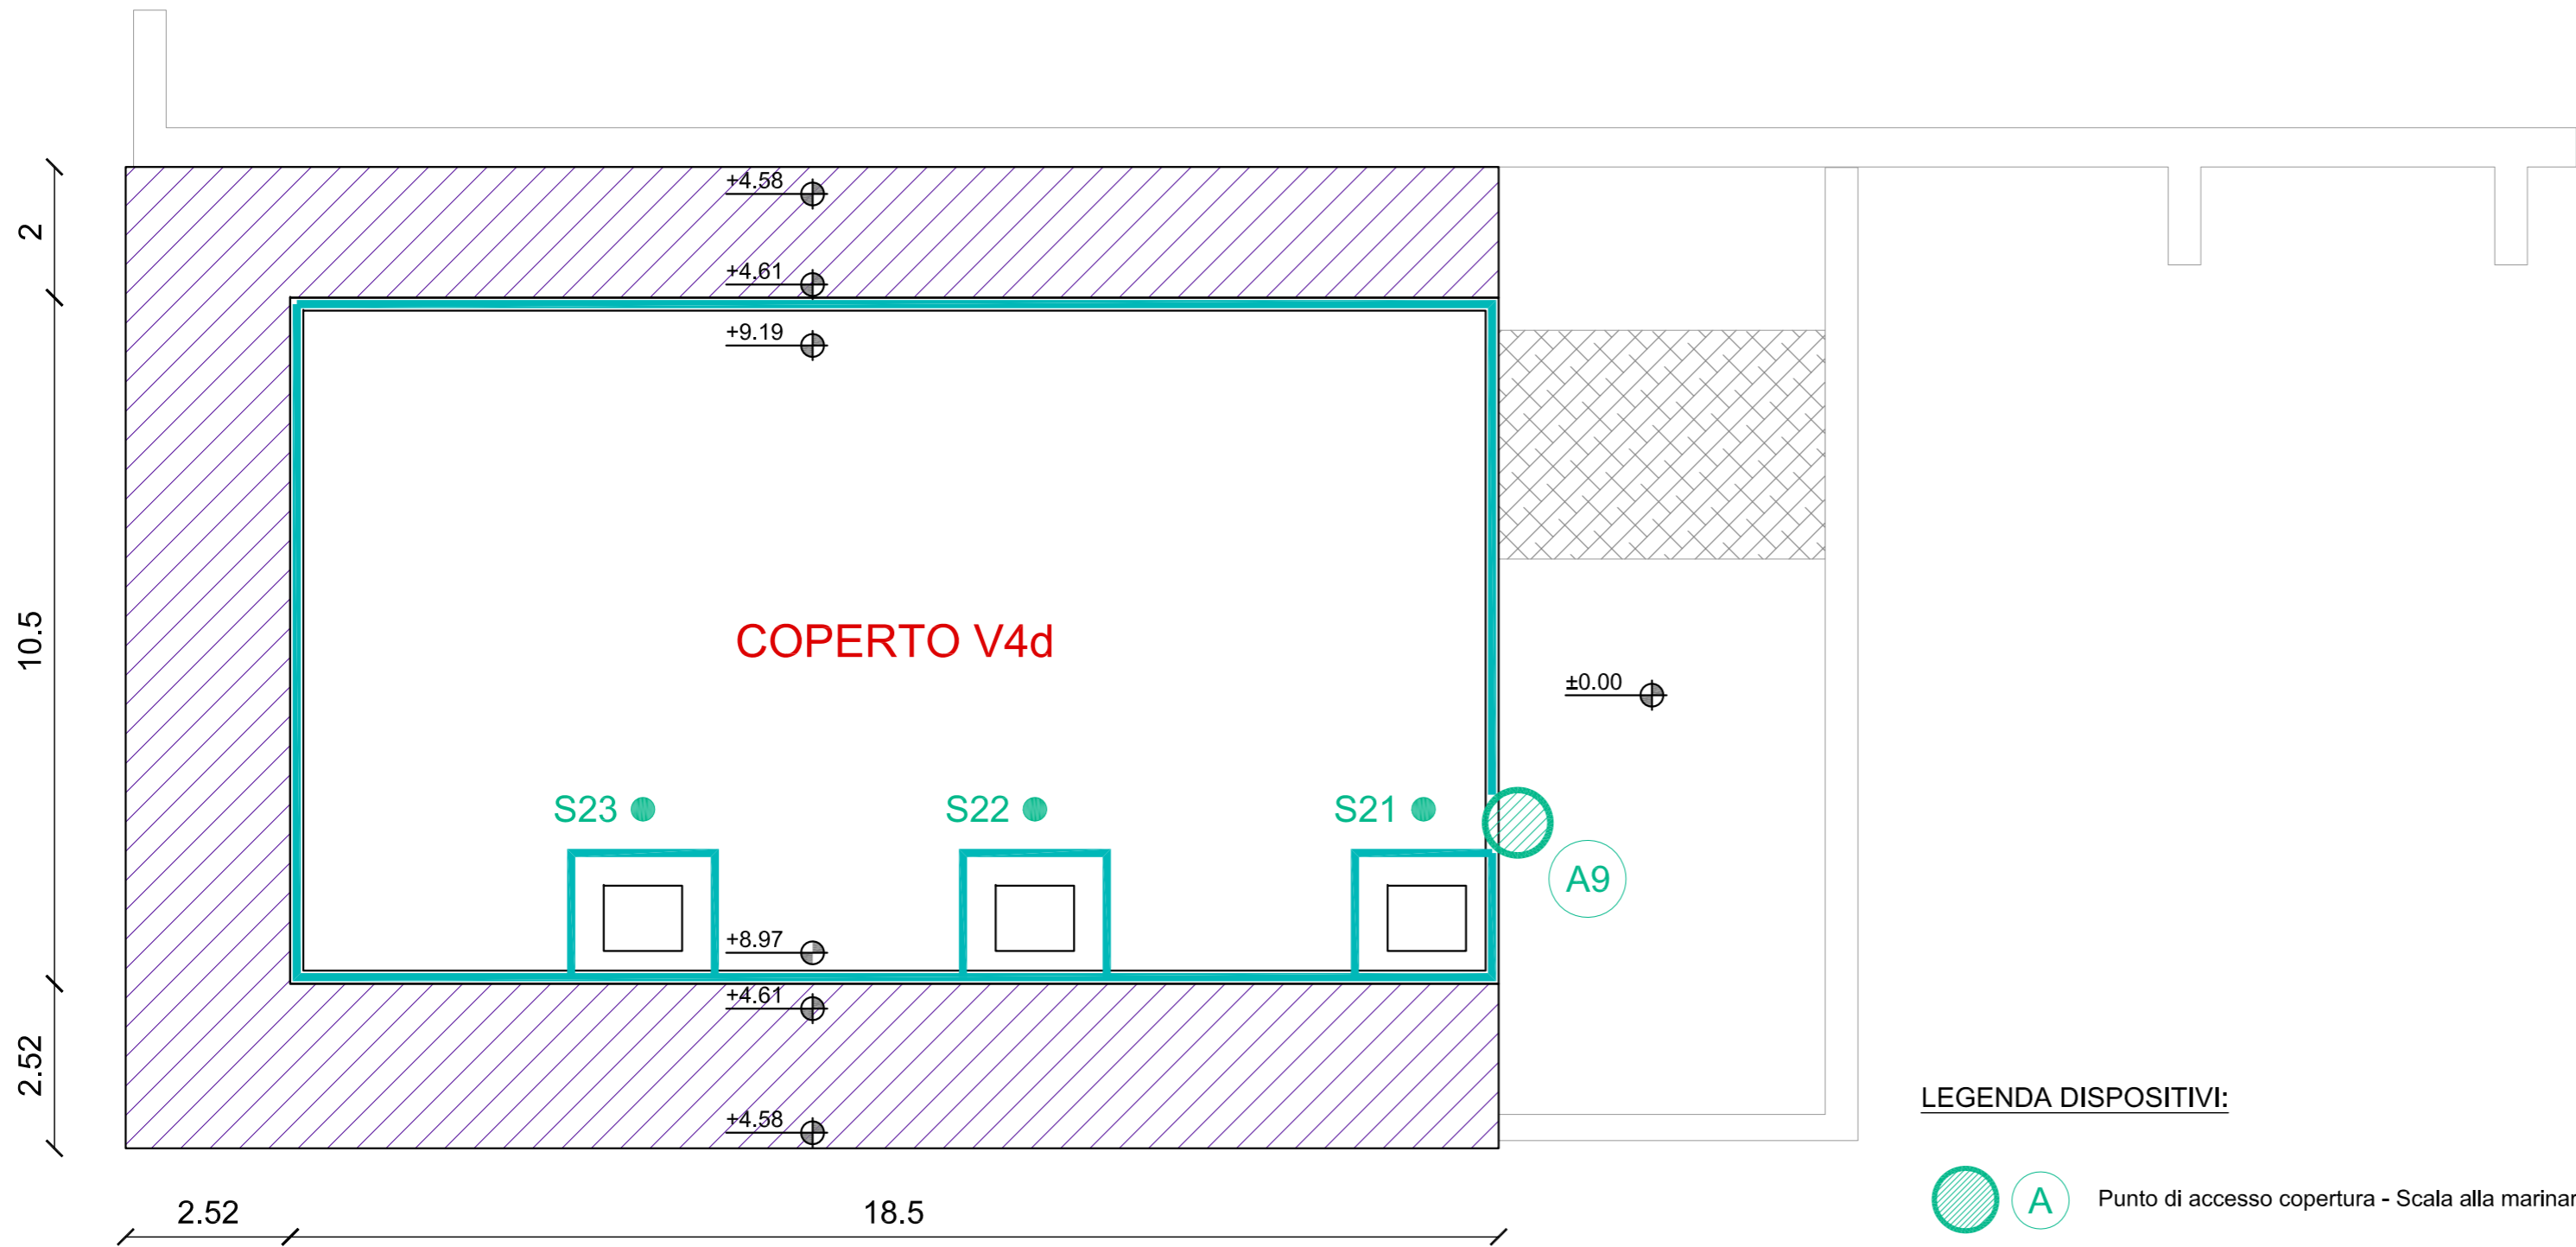 +4.58
2
+4.61
+9.19
COPERTO V4d
10.5
±0.00
S23
S22
S21
A9
+8.97
+4.61
2.52
+4.58
LEGENDA DISPOSITIVI:
A
Punto di accesso copertura - Scala alla marinar
2.52
18.5